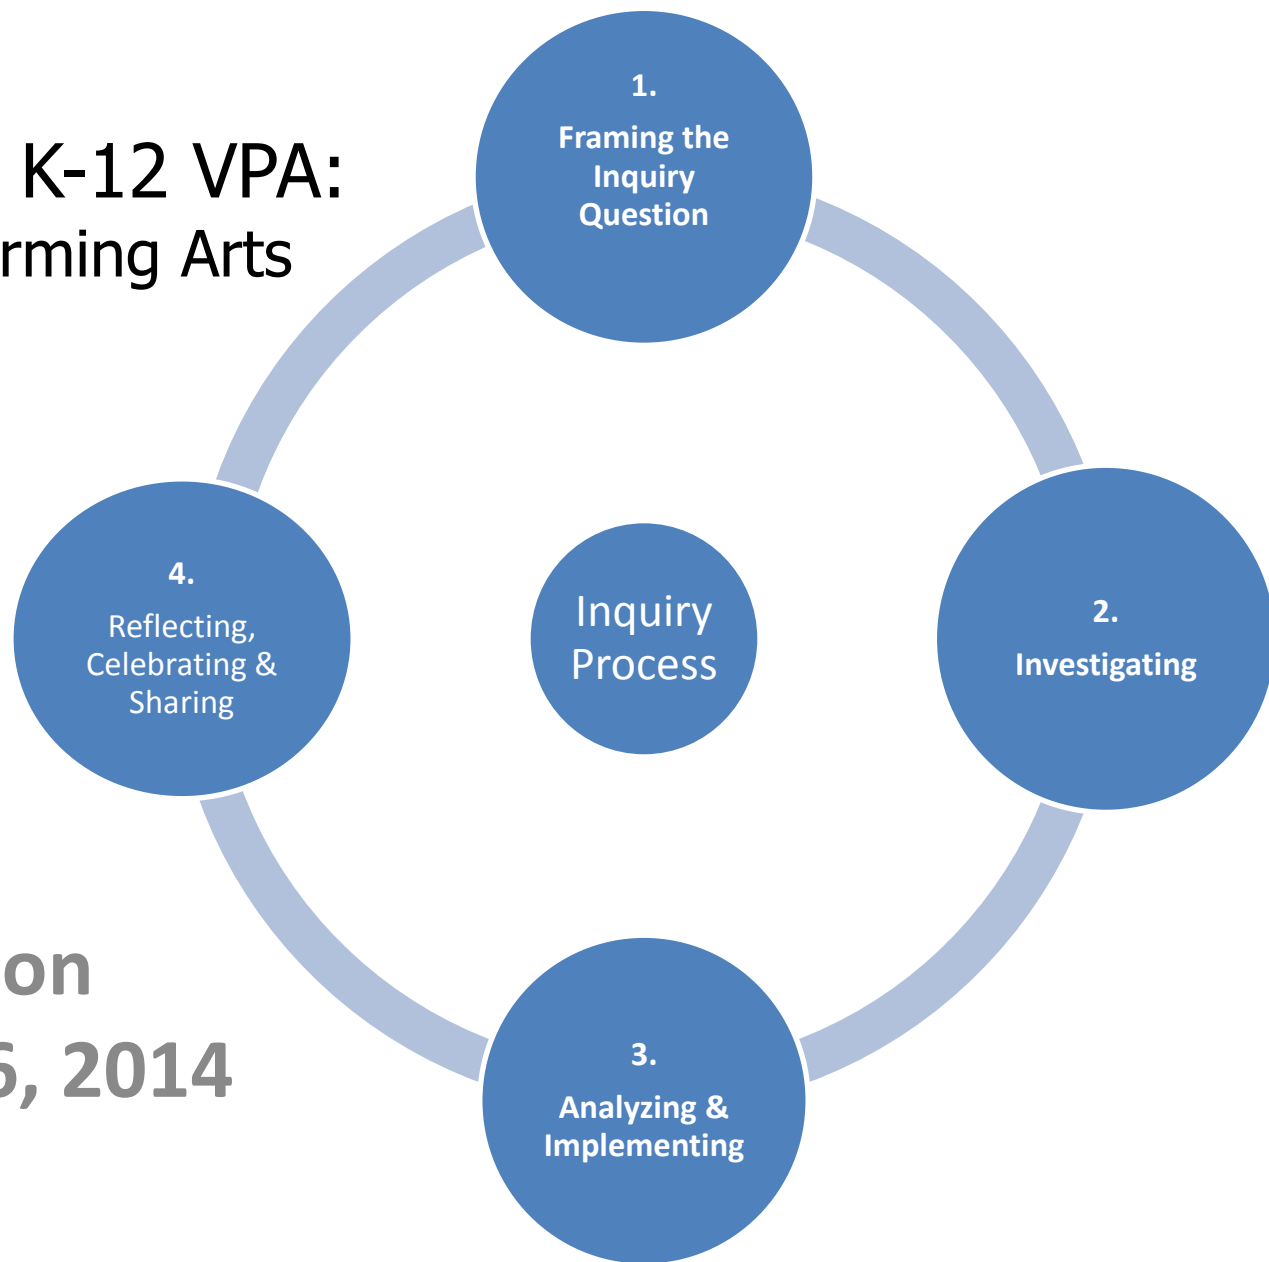 K-12 VPA:
rming Arts
1.
Framing the
Inquiry
Question
2.
Investigating
3.
Analyzing &
Implementing
4.
Reflecting,
Celebrating &
Sharing
Inquiry
Process
on
6, 2014